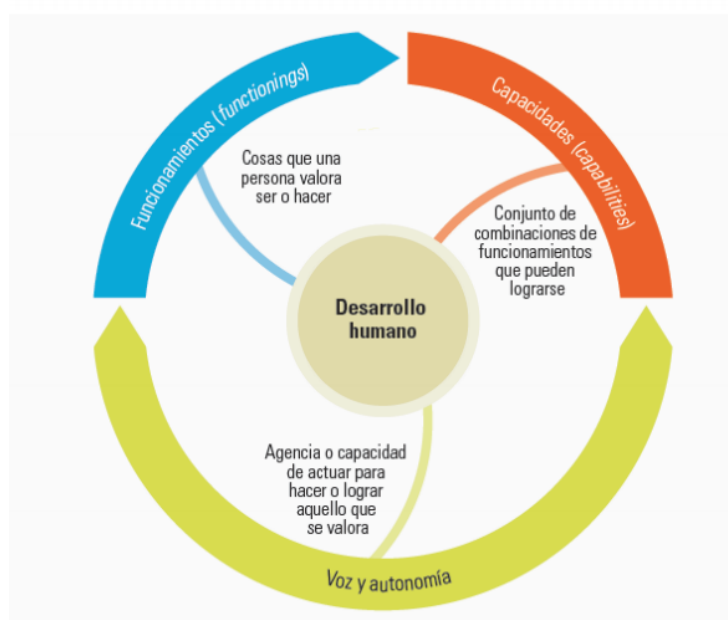 Funcionamientos (functionings)
Capacidades (capabilities)
Cosas que una
persona valora
ser o hacer
Conjunto de
combinaciones de
funcionamientos
que pueden
lograrse
Desarrollo
humano
Agencia o capacidad
de actuar para
hacer o lograr
aquello que
se valora
Voz y autonomía